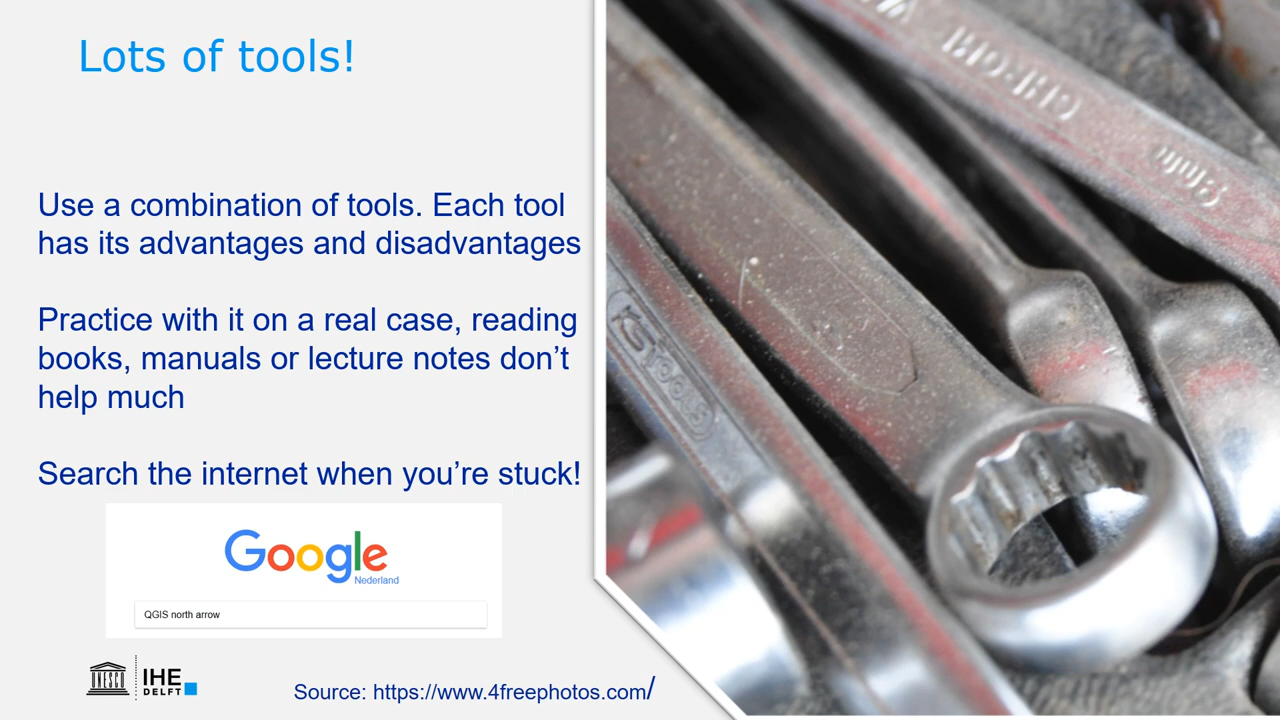 Lots of tools!
Use a combination of tools. Each tool
has its advantages and disadvantages
Practice with it on a real case, reading
books, manuals or lecture notes don’t
help much
Search the internet when you’re stuck!
Google
Nederland
QGIS north arrow
UNESCO
IHE
DELFT
Source: https://www.4freephotos.com/
KSTOOLS